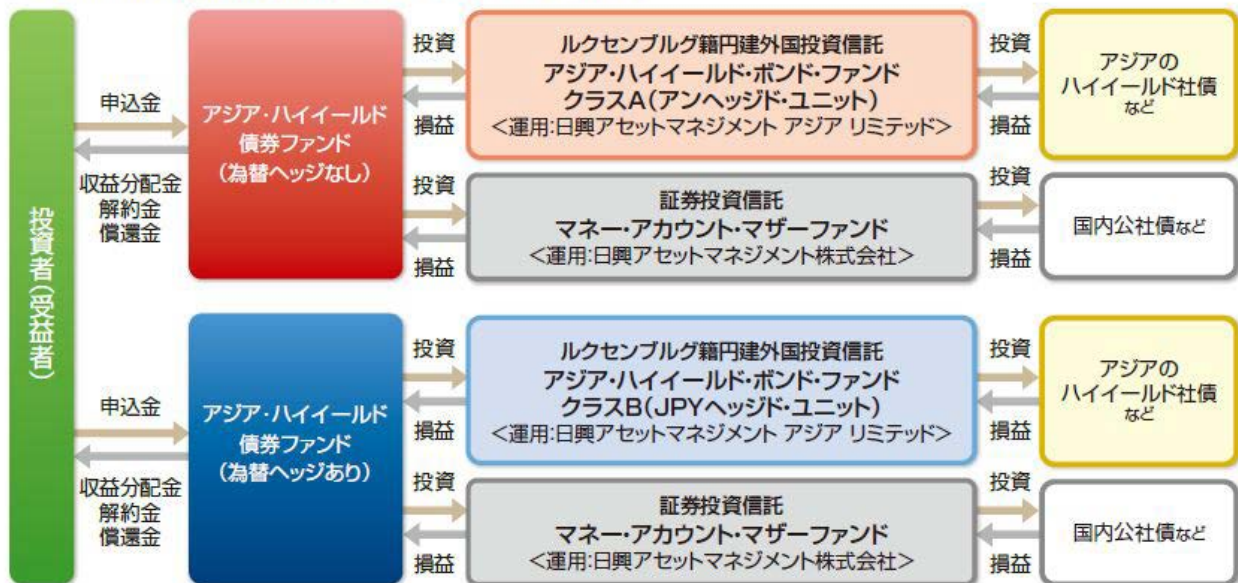 投資者(受益者)
申込金
収益分配金
解約金
償還金
アジア・ハイイールド
債券ファンド
(為替ヘッジなし)
投資
損益
ルクセンブルグ籍円建外国投資信託
アジア・ハイイールド・ボンド・ファンド
クラスA(アンヘッジド・ユニット)
<運用:日興アセットマネジメント アジア リミテッド>
投資
損益
アジアの
ハイイールド社債
など
投資
損益
証券投資信託
マネー・アカウント・マザーファンド
<運用:日興アセットマネジメント株式会社>
投資
損益
国内公社債など
申込金
収益分配金
解約金
償還金
アジア・ハイイールド
債券ファンド
(為替ヘッジあり)
投資
損益
ルクセンブルグ籍円建外国投資信託
アジア・ハイイールド・ボンド・ファンド
クラスB(JPYヘッジド・ユニット)
<運用:日興アセットマネジメント アジア リミテッド>
投資
損益
アジアの
ハイイールド社債
など
投資
損益
証券投資信託
マネー・アカウント・マザーファンド
<運用:日興アセットマネジメント株式会社>
投資
損益
国内公社債など